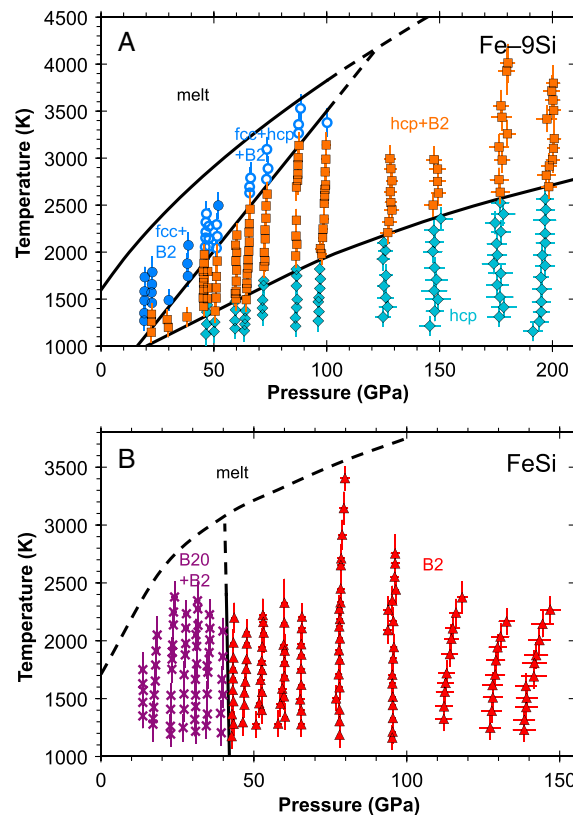 A
Fe–9Si
4500
4000
3500
3000
2500
2000
1500
1000
Temperature (K)
melt
fcc+hcp
+B2
hcp+B2
fcc+
B2
hcp
0
50
100
150
200
Pressure (GPa)
B
FeSi
3500
3000
2500
2000
1500
1000
Temperature (K)
melt
B20
+B2
B2
0
50
100
150
Pressure (GPa)